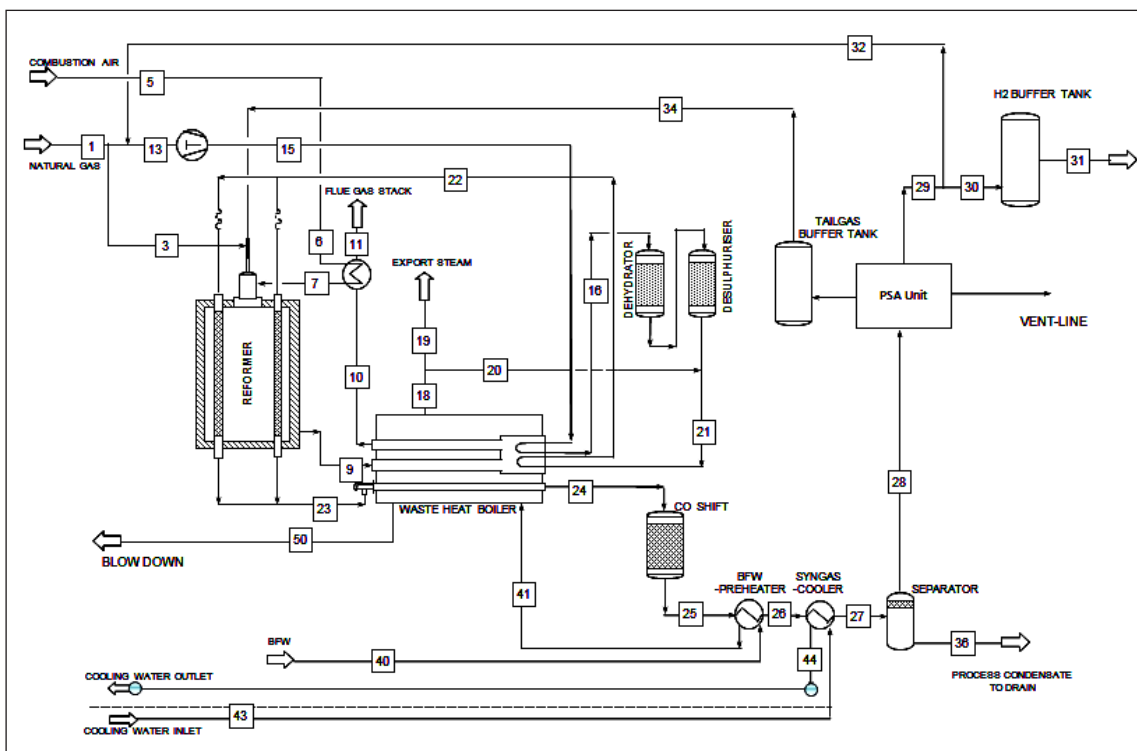 COMBUSTION AIR
5
32
H2 BUFFER TANK
34
1
13
15
31
NATURAL GAS
22
29
30
FLUE GAS STACK
3
6
11
TAILGAS
BUFFER TANK
EXPORT STEAM
7
16
DEHYDRATOR
DESULPHURISER
PSA Unit
VENT-LINE
19
REFORMER
10
20
18
21
9
24
28
23
WASTE HEAT BOILER
CO SHIFT
50
BLOW DOWN
41
BFW
-PREHEATER
SYNGAS
-COOLER
SEPARATOR
25
26
27
36
BFW
40
44
PROCESS CONDENSATE
TO DRAIN
COOLING WATER OUTLET
43
COOLING WATER INLET